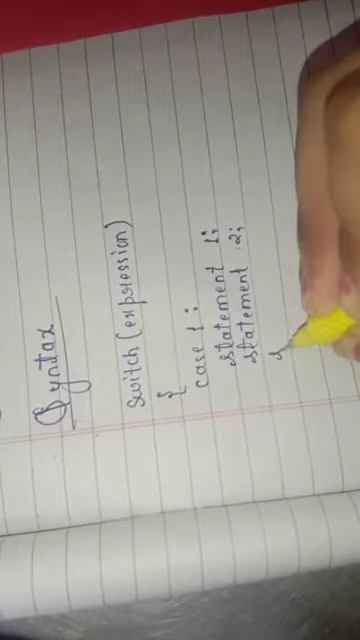 Syntax
Switch (expression)
{
case 1 :
statement 1;
statement 2;